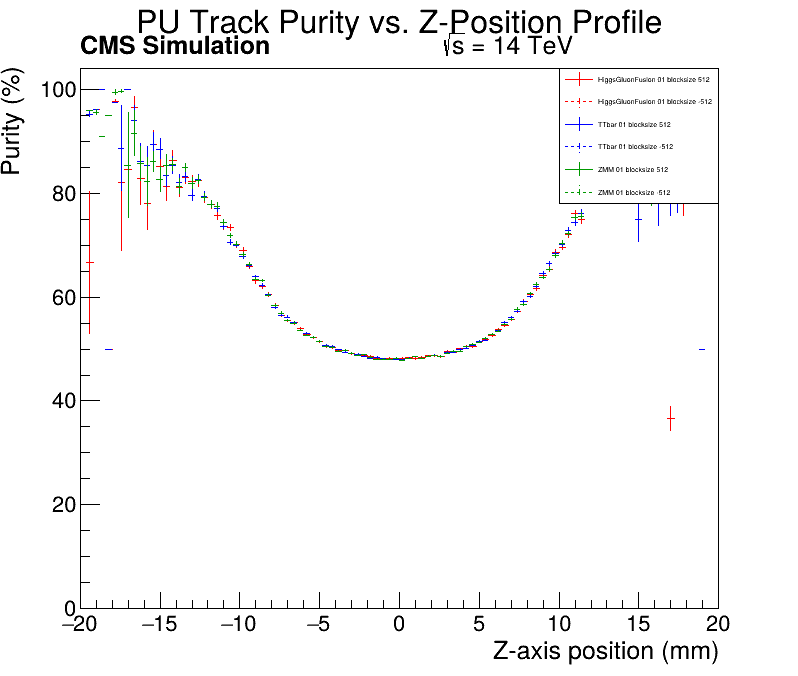 PU Track Purity vs. Z-Position Profile
CMS Simulation
√s = 14 TeV
Purity (%)
100
80
60
40
20
0
HiggsGluonFusion 01 blocksize 512
HiggsGluonFusion 01 blocksize -512
TTbar 01 blocksize 512
TTbar 01 blocksize -512
ZMM 01 blocksize 512
ZMM 01 blocksize -512
−20 −15 −10 −5 0 5 10 15 20
Z-axis position (mm)